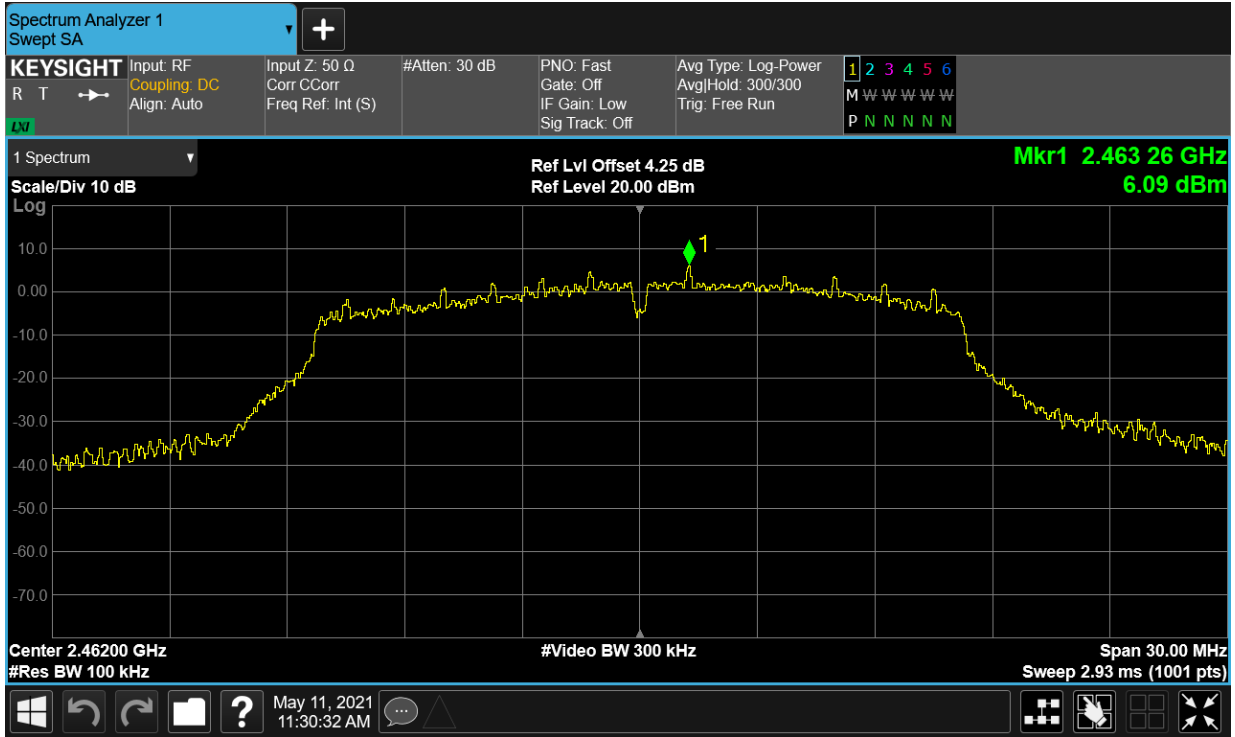 Spectrum Analyzer 1
Swept SA
+
KEYSIGHT
R T
LXI
Input: RF
Coupling: DC
Align: Auto
Input Z: 50 Ω
Corr CCorr
Freq Ref: Int (S)
#Atten: 30 dB
PNO: Fast
Gate: Off
IF Gain: Low
Sig Track: Off
Avg Type: Log-Power
Avg|Hold: 300/300
Trig: Free Run
1 2 3 4 5 6
M W W W W W
P N N N N N
1 Spectrum
Scale/Div 10 dB
Log
Ref Lvl Offset 4.25 dB
Ref Level 20.00 dBm
Mkr1 2.463 26 GHz
6.09 dBm
1
10.0
0.00
-10.0
-20.0
-30.0
-40.0
-50.0
-60.0
-70.0
Center 2.46200 GHz
#Res BW 100 kHz
#Video BW 300 kHz
Span 30.00 MHz
Sweep 2.93 ms (1001 pts)
?
May 11, 2021
11:30:32 AM